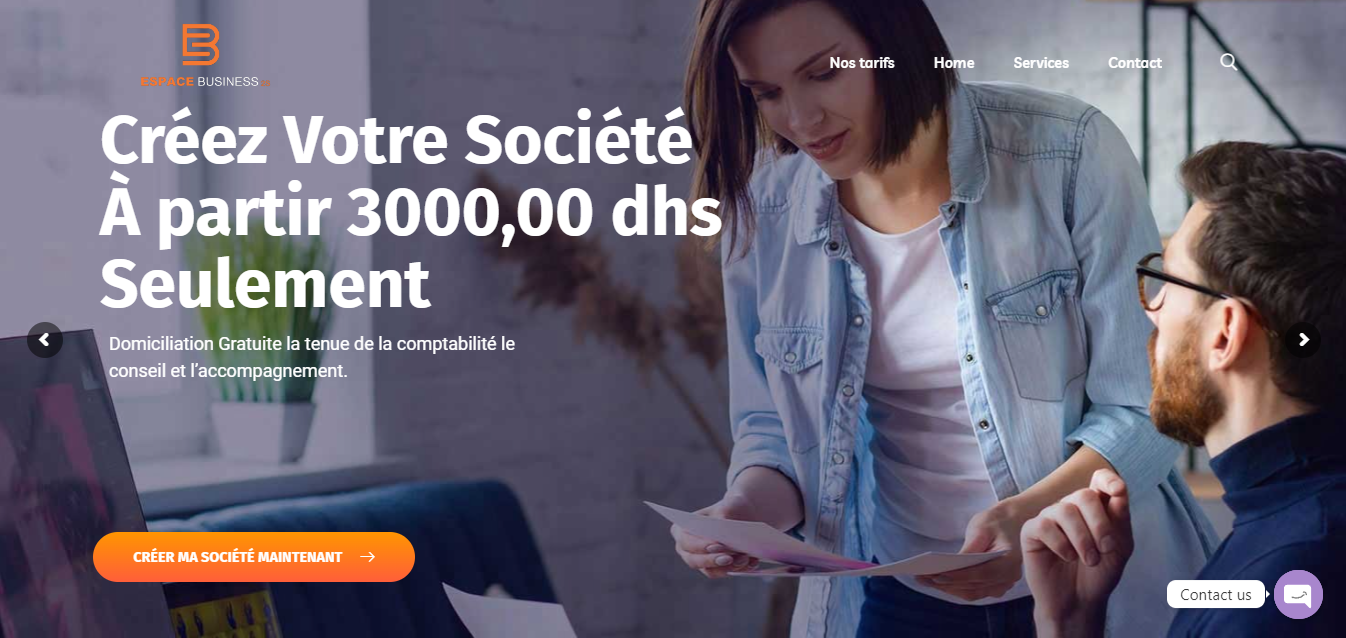 ESPACE BUSINESS
Nos tarifs
Home
Services
Contact
Créez Votre Société
À partir 3000,00 dhs
Seulement
Domiciliation Gratuite la tenue de la comptabilité le
conseil et l’accompagnement.
CRÉER MA SOCIÉTÉ MAINTENANT
Contact us